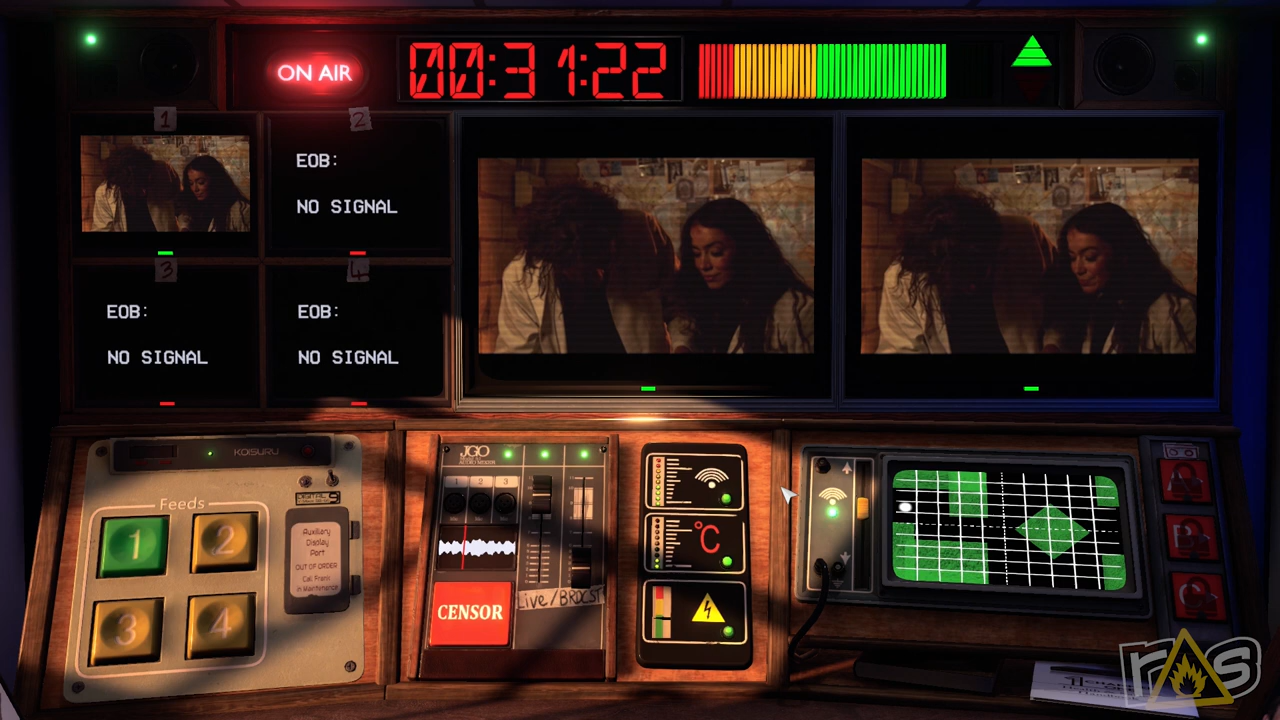 ON AIR
00:31:22
1
2
EOB:
NO SIGNAL
3
4
EOB:
NO SIGNAL
EOB:
NO SIGNAL
KOISURU
Feeds
1
2
3
4
Auxiliary
Display
Port
OUT OF ORDER
Call Frank
in Maintenance
JGO
1 2 3
CENSOR
Live/BRDCST
°C
ras